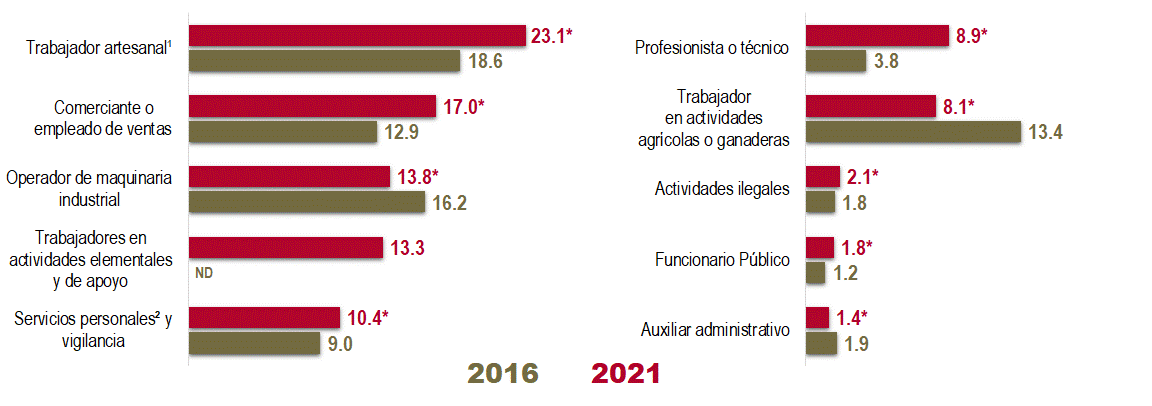 Trabajador artesanal¹
23.1*
18.6
Comerciante o
empleado de ventas
17.0*
12.9
Operador de maquinaria
industrial
13.8*
16.2
Trabajadores en
actividades elementales
y de apoyo
13.3
ND
Servicios personales² y
vigilancia
10.4*
9.0
Profesionista o técnico
8.9*
3.8
Trabajador
en actividades
agrícolas o ganaderas
8.1*
13.4
Actividades ilegales
2.1*
1.8
Funcionario Público
1.8*
1.2
Auxiliar administrativo
1.4*
1.9
2016 2021